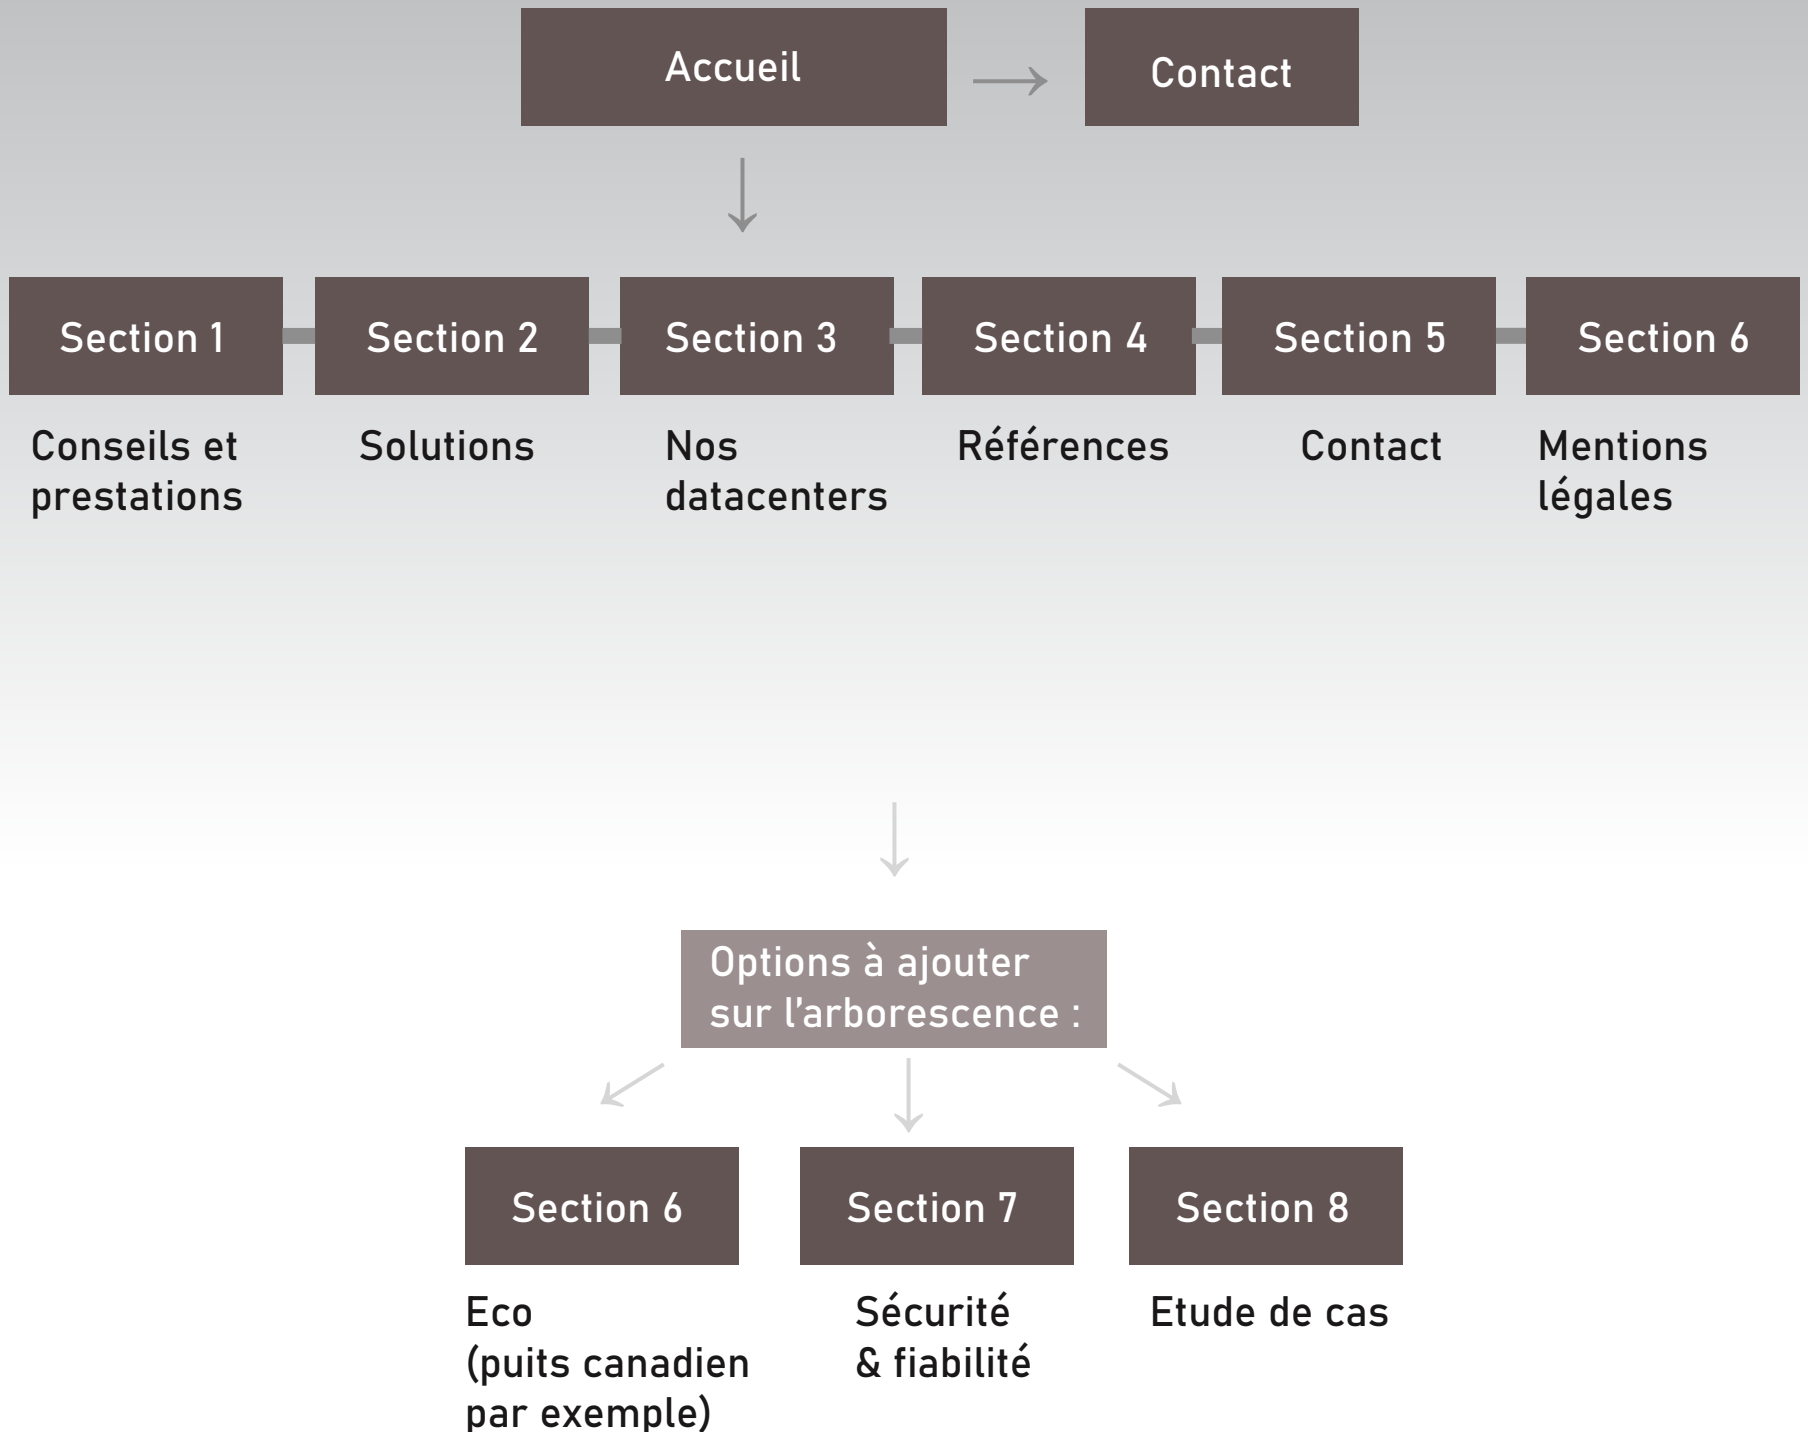 Accueil
Contact
Section 1
Section 2
Section 3
Section 4
Section 5
Section 6
Conseils et
prestations
Solutions
Nos
datacenters
Références
Contact
Mentions
légales
Options à ajouter
sur l’arborescence :
Section 6
Section 7
Section 8
Eco
(puits canadien
par exemple)
Sécurité
& fiabilité
Etude de cas